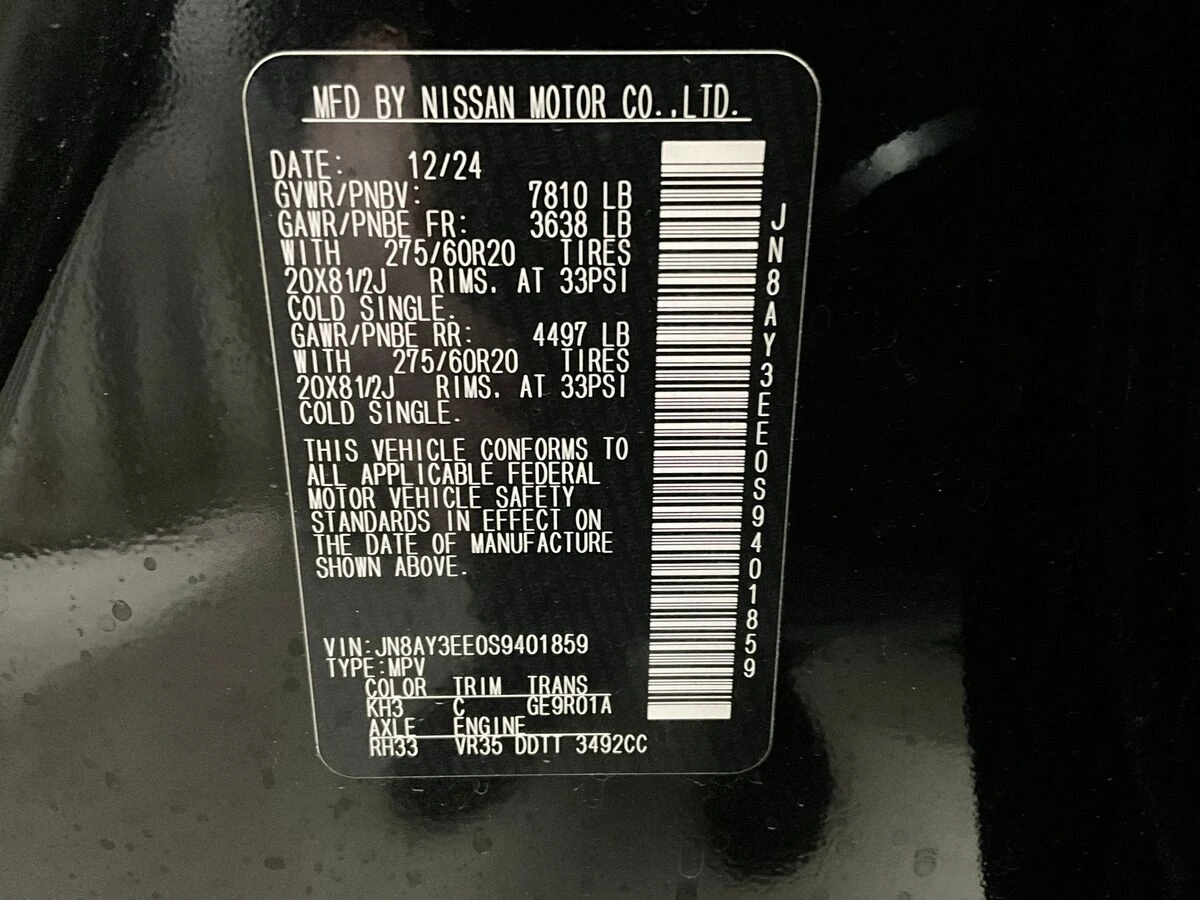 MFD BY NISSAN MOTOR CO.,LTD.
DATE: 12/24
GVWR/PNBV: 7810 LB
GAWR/PNBE FR: 3638 LB
WITH 275/60R20 TIRES
20X81/2J RIMS. AT 33PSI
COLD SINGLE.
GAWR/PNBE RR: 4497 LB
WITH 275/60R20 TIRES
20X81/2J RIMS. AT 33PSI
COLD SINGLE.
THIS VEHICLE CONFORMS TO
ALL APPLICABLE FEDERAL
MOTOR VEHICLE SAFETY
STANDARDS IN EFFECT ON
THE DATE OF MANUFACTURE
SHOWN ABOVE.
VIN:JN8AY3EE0S9401859
TYPE:MPV
COLOR TRIM TRANS
KH3 C GE9R01A
AXLE ENGINE
RH33 VR35 DDTT 3492CC
JN8AY3EE0S9401859